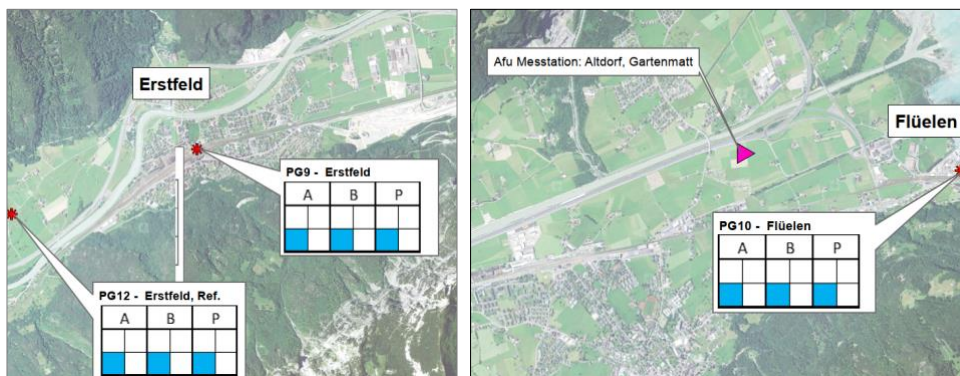 Erstfeld
PG9 - Erstfeld
A B P
PG12 - Erstfeld, Ref.
A B P
Afu Messtation: Altdorf, Gartenmatt
Flüelen
PG10 - Flüelen
A B P